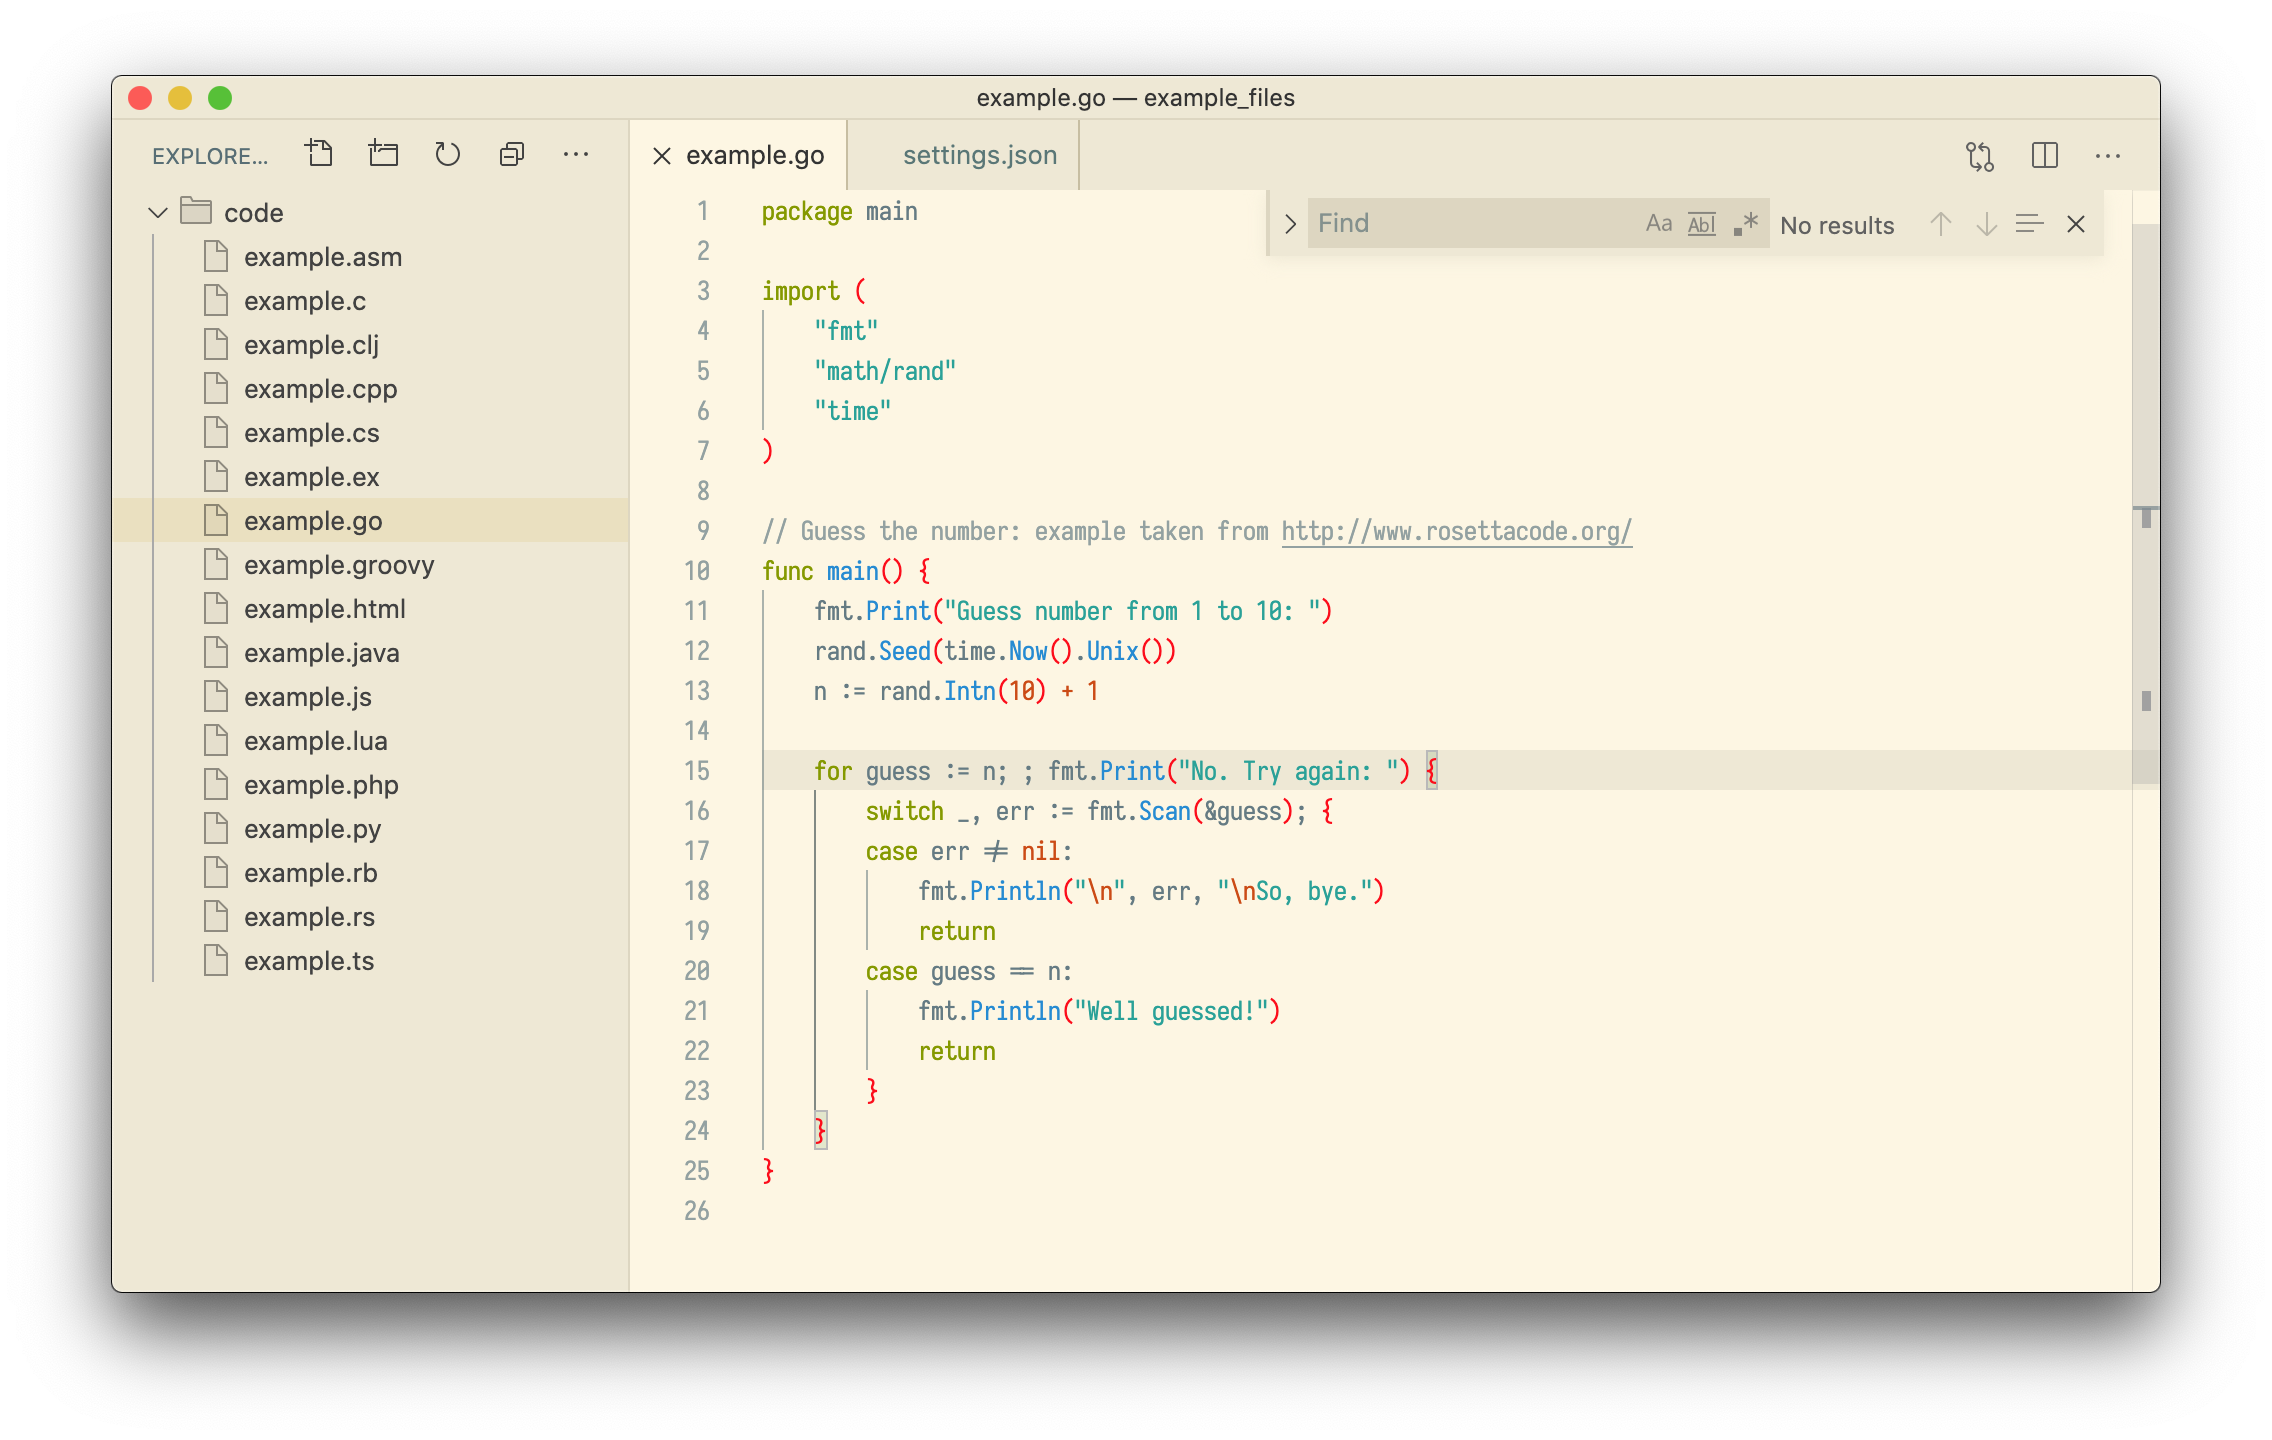 example.go — example_files
EXPLORE...
code
example.asm
example.c
example.clj
example.cpp
example.cs
example.ex
example.go
example.groovy
example.html
example.java
example.js
example.lua
example.php
example.py
example.rb
example.rs
example.ts
example.go
settings.json
Find Aa Abl .* No results
1 package main
2
3 import (
4 "fmt"
5 "math/rand"
6 "time"
7 )
8
9 // Guess the number: example taken from http://www.rosettacode.org/
10 func main() {
11 fmt.Print("Guess number from 1 to 10: ")
12 rand.Seed(time.Now().Unix())
13 n := rand.Intn(10) + 1
14
15 for guess := n; ; fmt.Print("No. Try again: ") {
16 switch _, err := fmt.Scan(&guess); {
17 case err != nil:
18 fmt.Println("\n", err, "\nSo, bye.")
19 return
20 case guess == n:
21 fmt.Println("Well guessed!")
22 return
23 }
24 }
25 }
26